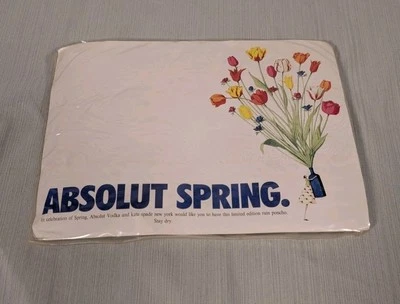 ABSOLUT SPRING.
In celebration of Spring, Absolut Vodka and kate spade new york would like you to have this limited edition rain poncho.
Stay dry.